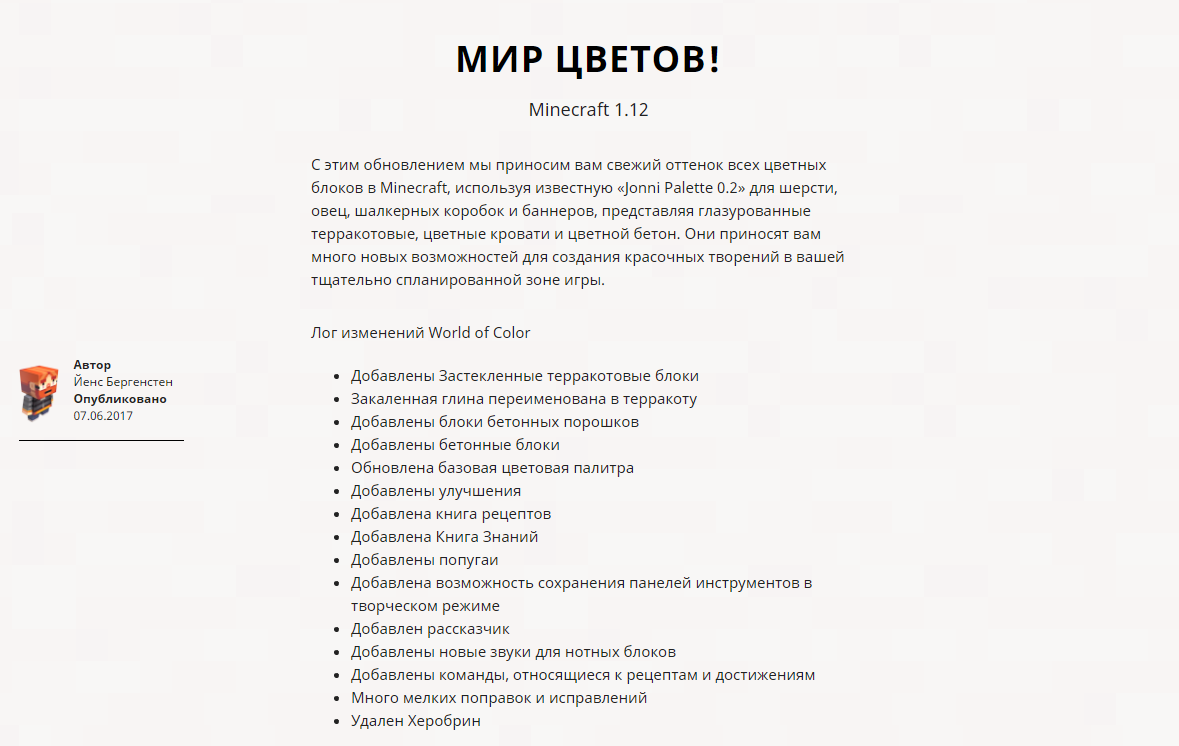 МИР ЦВЕТОВ!
Minecraft 1.12
С этим обновлением мы приносим вам свежий оттенок всех цветных
блоков в Minecraft, используя известную «Jonni Palette 0.2» для шерсти,
овец, шалкерных коробок и баннеров, представляя глазурованные
терракотовые, цветные кровати и цветной бетон. Они приносят вам
много новых возможностей для создания красочных творений в вашей
тщательно спланированной зоне игры.
Лог изменений World of Color
Автор
Йенс Бергенстен
Опубликовано
07.06.2017
Добавлены Застекленные терракотовые блоки
Закаленная глина переименована в терракоту
Добавлены блоки бетонных порошков
Добавлены бетонные блоки
Обновлена базовая цветовая палитра
Добавлены улучшения
Добавлена книга рецептов
Добавлена Книга Знаний
Добавлены попугаи
Добавлена возможность сохранения панелей инструментов в
творческом режиме
Добавлен рассказчик
Добавлены новые звуки для нотных блоков
Добавлены команды, относящиеся к рецептам и достижениям
Много мелких поправок и исправлений
Удален Херобрин